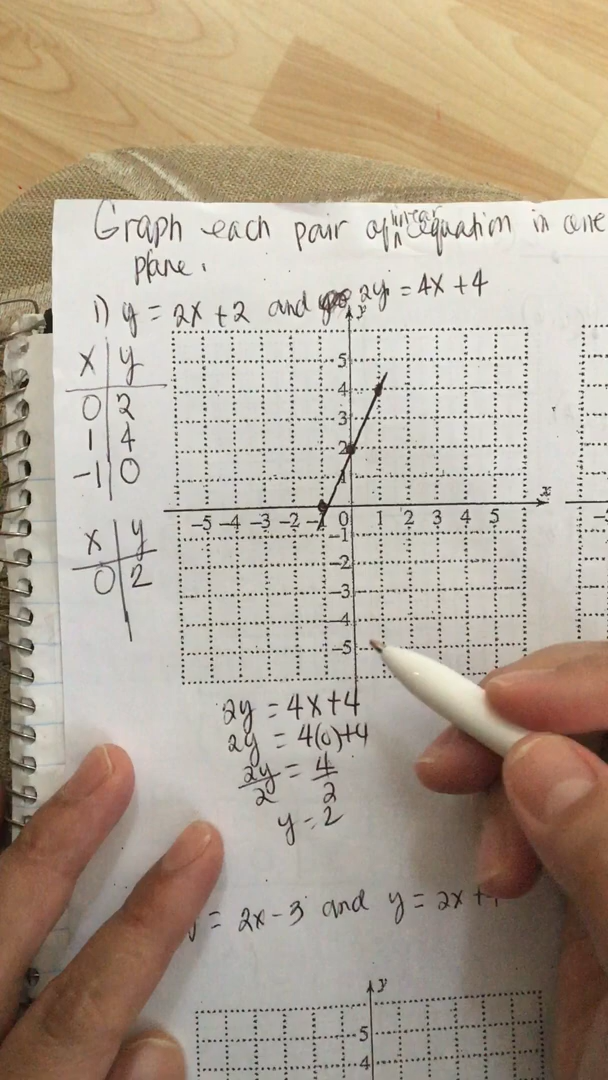 Graph each pair of linear equation in one
plane.
1) y = 2x + 2 and 2y = 4x + 4
x y
0 2
1 4
-1 0
x y
0 2
y
5
4
3
2
1
x
-5 -4 -3 -2 -1 0 1 2 3 4 5
-1
-2
-3
-4
-5
2y = 4x+4
2y = 4(0)+4
2y/2 = 4/2
y = 2
= 2x - 3 and y = 2x +
y
5
4